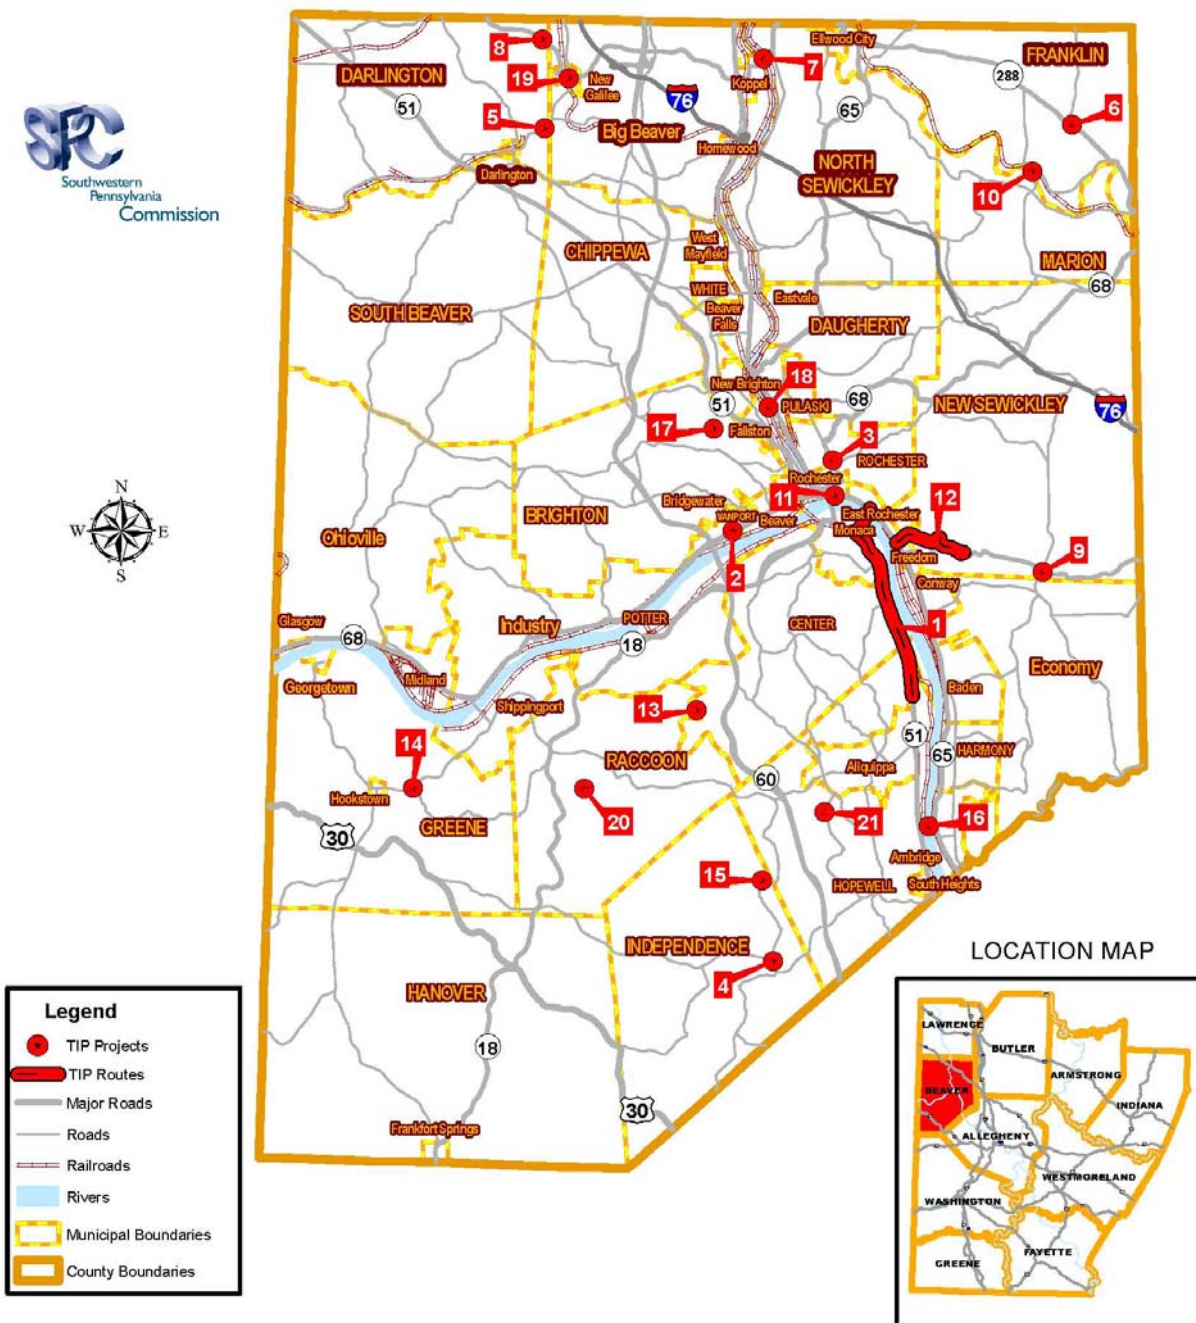 SPC
Southwestern
Pennsylvania
Commission
8
DARLINGTON
19
New
Galilee
51
5
Big Beaver
76
Koppel
7
Ellwood City
FRANKLIN
288
65
6
Homewood
Darlington
NORTH
SEWICKLEY
10
CHIPPEWA
West
Mayfield
MARION
68
WHITE
Eastvale
Beaver
Falls
SOUTH BEAVER
DAUGHERTY
New Brighton
18
51
PULASKI
68
NEW SEWICKLEY
76
17
Fallston
3
ROCHESTER
Rochester
11
12
Bridgewater
East Rochester
BRIGHTON
VANPORT
Beaver
Monaca
N
W
E
S
Ohioville
2
Freedom
9
Conway
Glasgow
68
Industry
POTTER
18
CENTER
1
Economy
Georgetown
Midland
Shippingport
Baden
13
14
RACCOON
51
65
HARMONY
60
Aliquippa
Hookstown
20
21
16
30
GREENE
Ambridge
15
HOPEWELL
South Heights
INDEPENDENCE
4
HANOVER
18
30
Frankfort Springs
Legend
TIP Projects
TIP Routes
Major Roads
Roads
Railroads
Rivers
Municipal Boundaries
County Boundaries
LOCATION MAP
LAWRENCE
BUTLER
ARMSTRONG
BEAVER
INDIANA
ALLEGHENY
WESTMORELAND
WASHINGTON
FAYETTE
GREENE